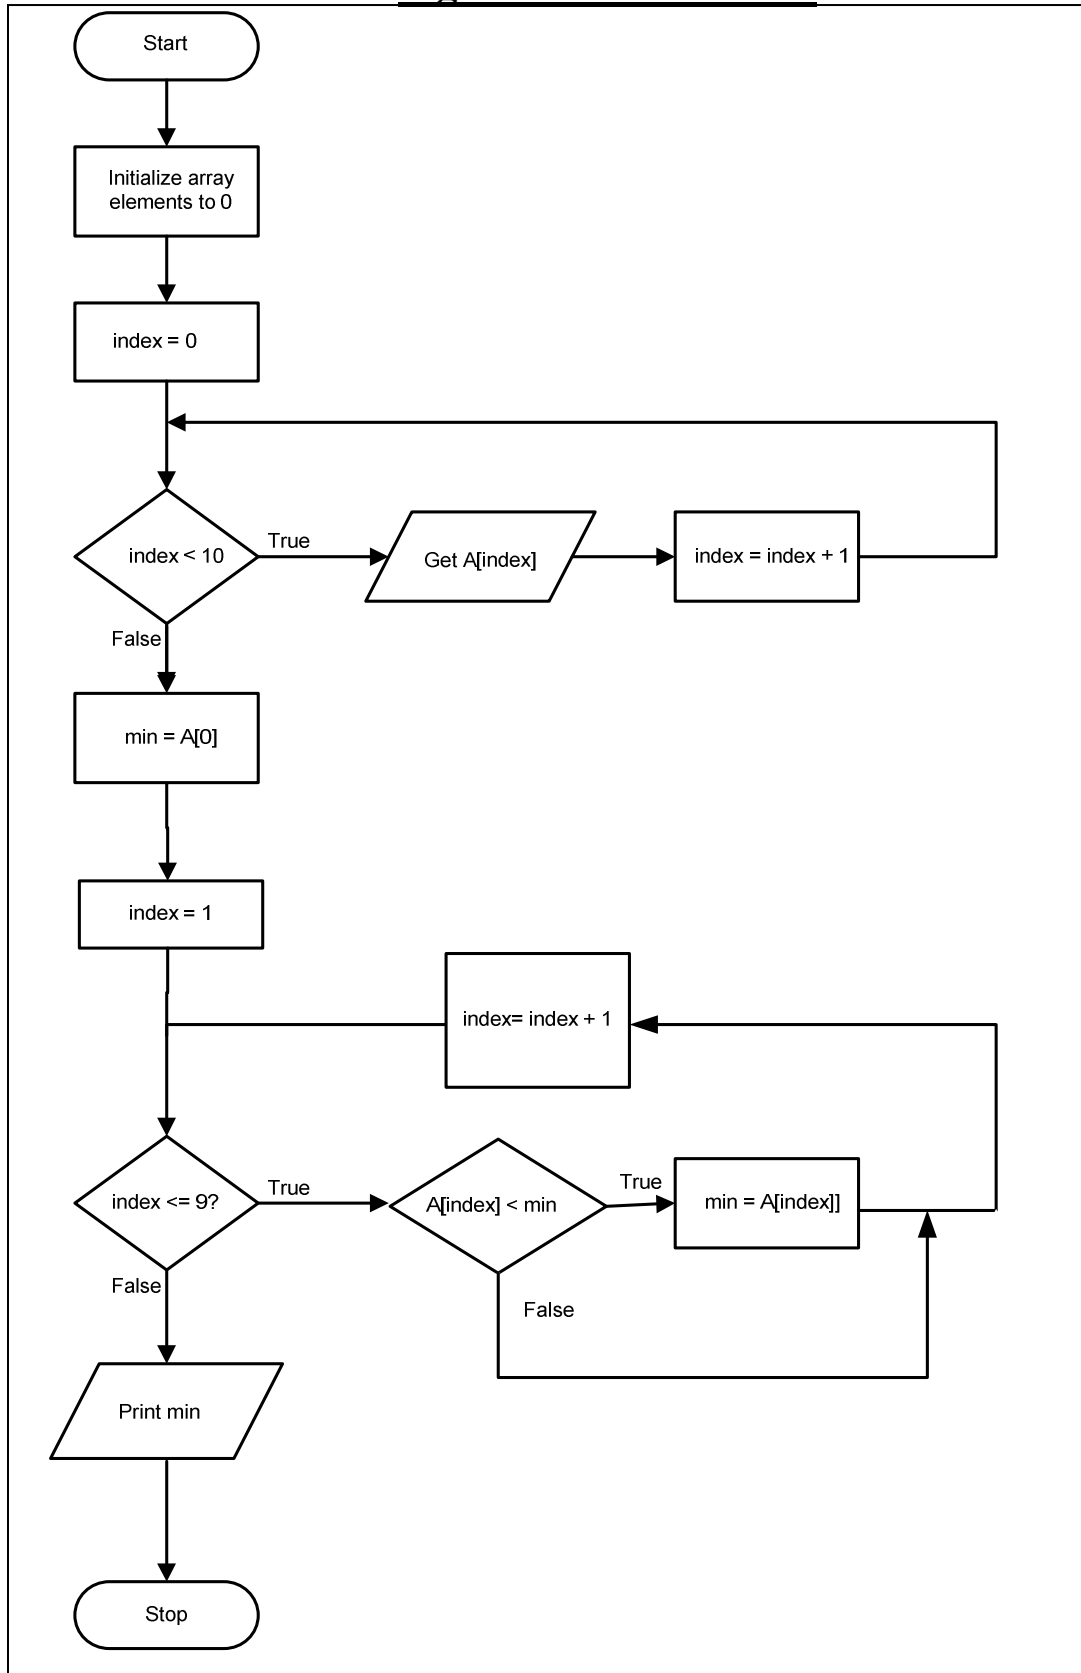 Start
Initialize array
elements to 0
index = 0
index < 10
True
Get A[index]
index = index + 1
False
min = A[0]
index = 1
index= index + 1
index <= 9?
True
A[index] < min
True
min = A[index]]
False
False
Print min
Stop